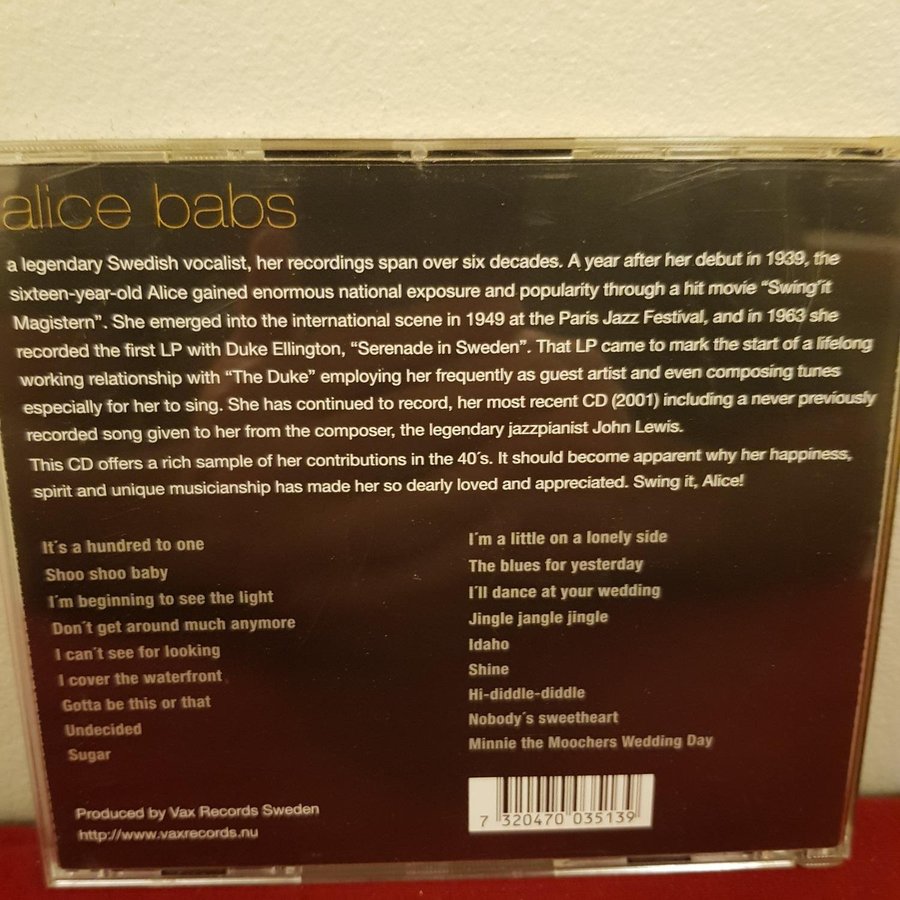 alice babs
a legendary Swedish vocalist, her recordings span over six decades. A year after her debut in 1939, the
sixteen-year-old Alice gained enormous national exposure and popularity through a hit movie “Swing´it
Magistern”. She emerged into the international scene in 1949 at the Paris Jazz Festival, and in 1963 she
recorded the first LP with Duke Ellington, “Serenade in Sweden”. That LP came to mark the start of a lifelong
working relationship with “The Duke” employing her frequently as guest artist and even composing tunes
especially for her to sing. She has continued to record, her most recent CD (2001) including a never previously
recorded song given to her from the composer, the legendary jazzpianist John Lewis.
This CD offers a rich sample of her contributions in the 40´s. It should become apparent why her happiness,
spirit and unique musicianship has made her so dearly loved and appreciated. Swing it, Alice!
It´s a hundred to one
Shoo shoo baby
I´m beginning to see the light
Don´t get around much anymore
I can´t see for looking
I cover the waterfront
Gotta be this or that
Undecided
Sugar
I´m a little on a lonely side
The blues for yesterday
I´ll dance at your wedding
Jingle jangle jingle
Idaho
Shine
Hi-diddle-diddle
Nobody´s sweetheart
Minnie the Moochers Wedding Day
Produced by Vax Records Sweden
http://www.vaxrecords.nu
7 320470 035139